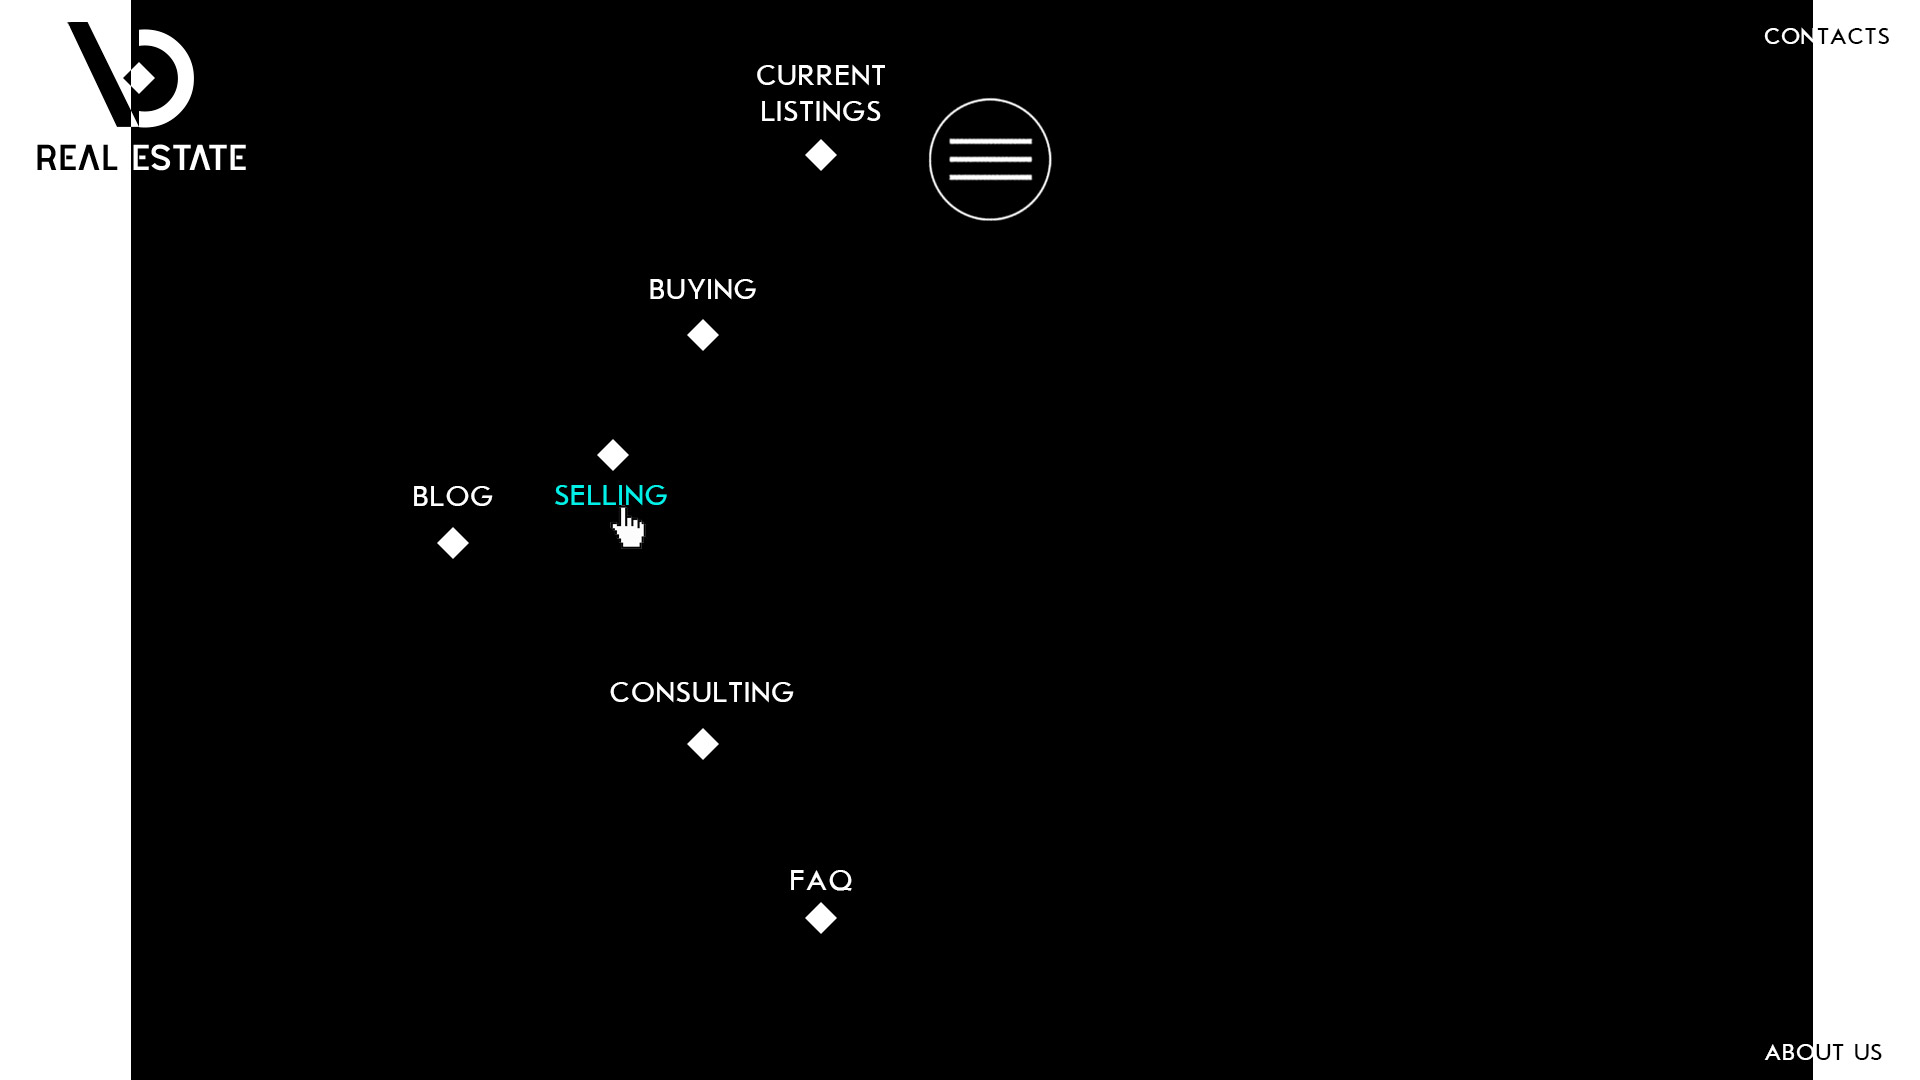 REAL ESTATE
CONTACTS
CURRENT
LISTINGS
BUYING
BLOG
SELLING
CONSULTING
FAQ
ABOUT US